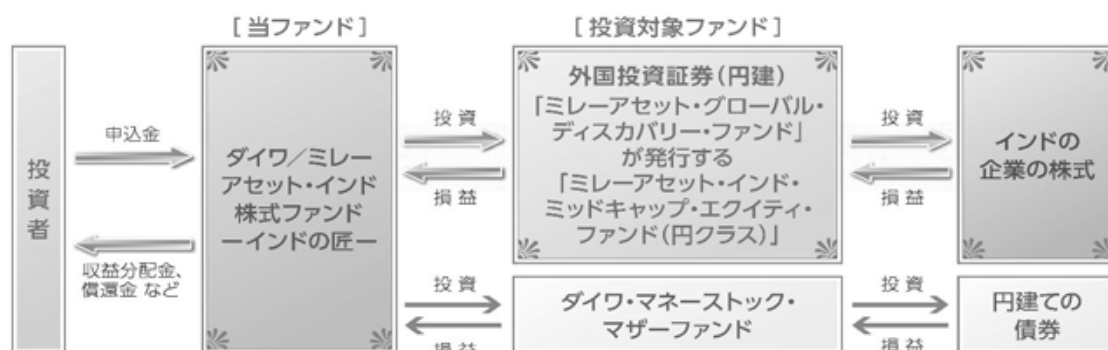 [当ファンド]
[投資対象ファンド]
投資者
申込金
収益分配金、
償還金 など
ダイワ／ミレー
アセット・インド
株式ファンド
ーインドの匠ー
投資
損益
外国投資証券(円建)
「ミレーアセット・グローバル・
ディスカバリー・ファンド」
が発行する
「ミレーアセット・インド・
ミッドキャップ・エクイティ・
ファンド(円クラス)」
投資
損益
インドの
企業の株式
投資
損益
ダイワ・マネーストック・
マザーファンド
投資
損益
円建ての
債券